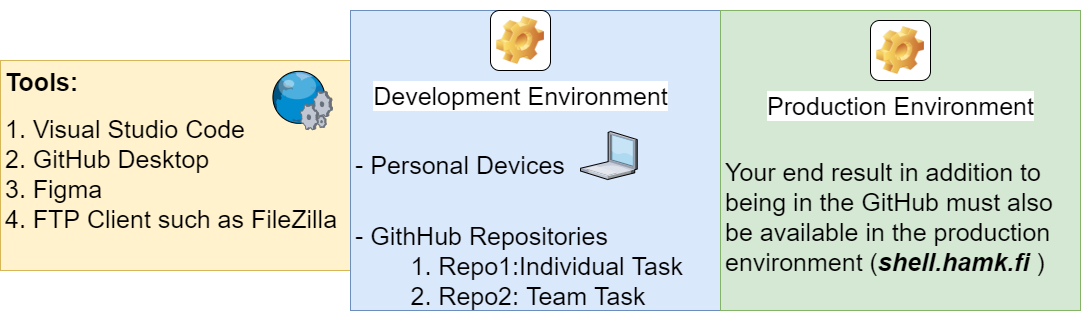 Tools:
1. Visual Studio Code
2. GitHub Desktop
3. Figma
4. FTP Client such as FileZilla
Development Environment
- Personal Devices
- GithHub Repositories
1. Repo1:Individual Task
2. Repo2: Team Task
Production Environment
Your end result in addition to
being in the GitHub must also
be available in the production
environment (shell.hamk.fi )